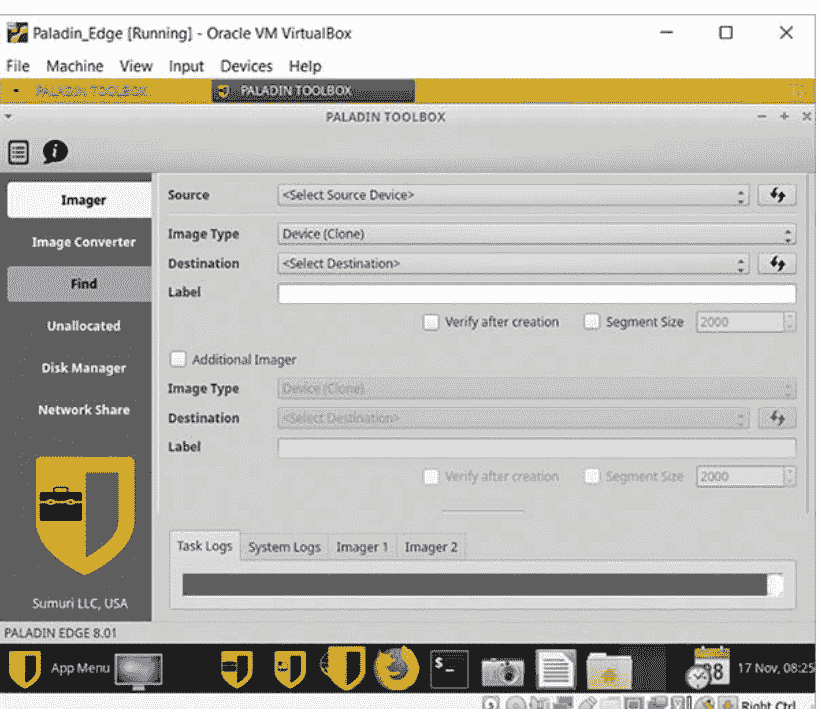 Paladin_Edge [Running] - Oracle VM VirtualBox
File Machine View Input Devices Help
PALADIN TOOLBOX PALADIN TOOLBOX
PALADIN TOOLBOX
Imager
Image Converter
Find
Unallocated
Disk Manager
Network Share
Sumuri LLC, USA
Source <Select Source Device>
Image Type Device (Clone)
Destination <Select Destination>
Label
Verify after creation Segment Size 2000
Additional Imager
Image Type Device (Clone)
Destination <Select Destination>
Label
Verify after creation Segment Size 2000
Task Logs System Logs Imager 1 Imager 2
PALADIN EDGE 8.01
App Menu 17 Nov, 08:25
Right Ctrl